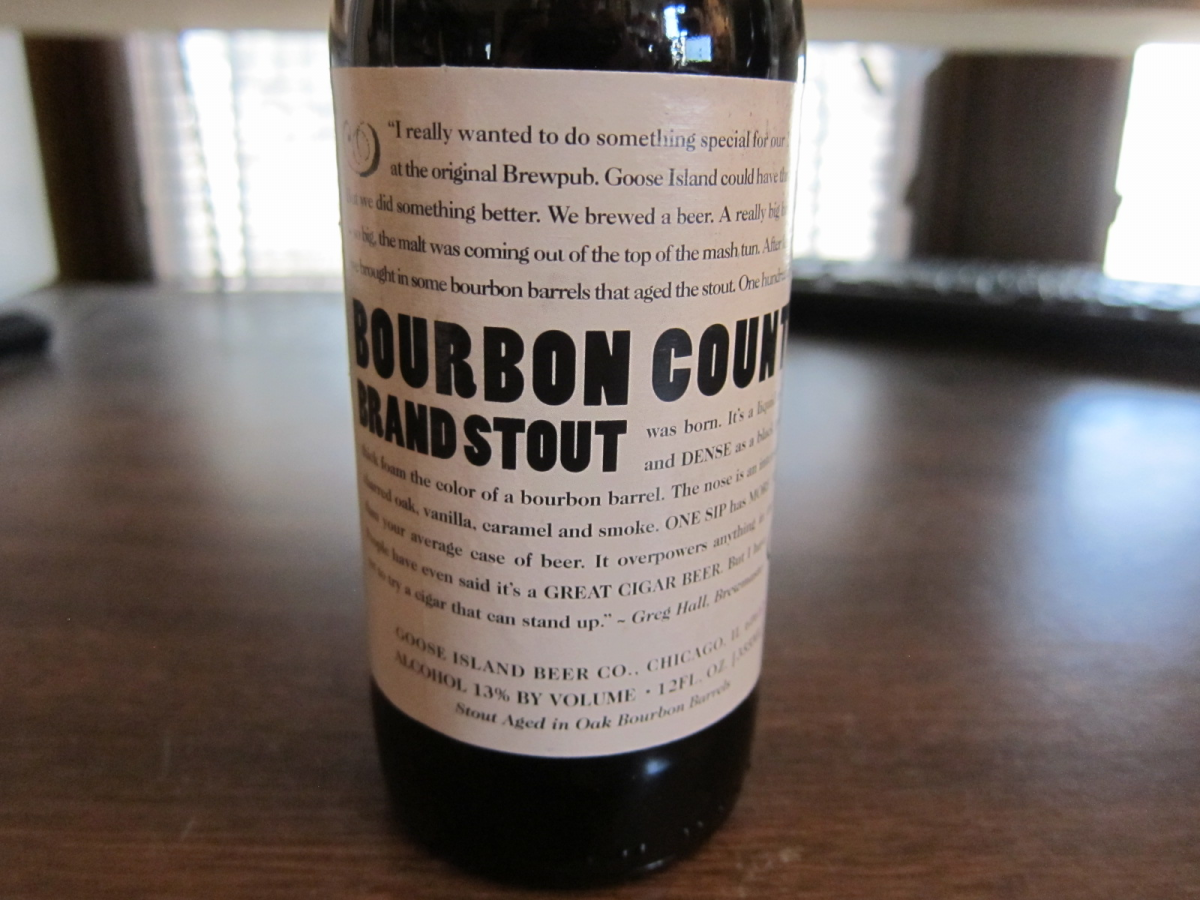 "I really wanted to do something special for our
at the original Brewpub. Goose Island could have
we did something better. We brewed a beer. A really big
big, the malt was coming out of the top of the mash tun. After
brought in some bourbon barrels that aged the stout. One
BOURBON COUNT
BRAND STOUT
was born. It's a
and DENSE as a
thick foam the color of a bourbon barrel. The nose is an
oak, vanilla, caramel and smoke. ONE SIP has
than your average case of beer. It overpowers anything
People have even said it's a GREAT CIGAR BEER. But I
to try a cigar that can stand up." ~ Greg Hall,
GOOSE ISLAND BEER CO., CHICAGO, IL
ALCOHOL 13% BY VOLUME • 12FL. OZ.
Stout Aged in Oak Bourbon Barrels